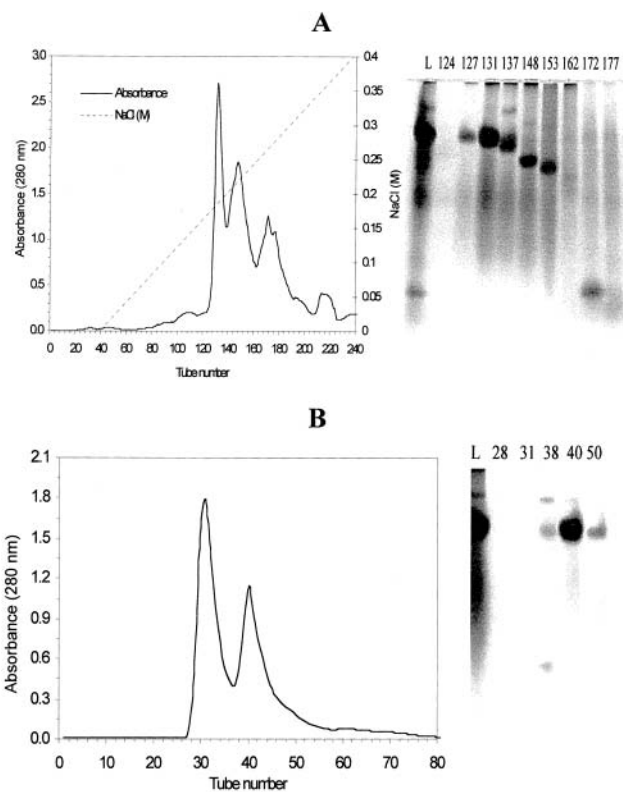 A
3.0
2.5
2.0
1.5
1.0
0.5
0.0
Absorbance (280 nm)
Absorbance
NaCl (M)
0.4
0.35
0.3
0.25
0.2
0.15
0.1
0.05
0
NaCl (M)
0 20 40 60 80 100 120 140 160 180 200 220 240
Tube number
L 124 127 131 137 148 153 162 172 177
B
2.1
1.8
1.5
1.2
0.9
0.6
0.3
0.0
Absorbance (280 nm)
0 10 20 30 40 50 60 70 80
Tube number
L 28 31 38 40 50